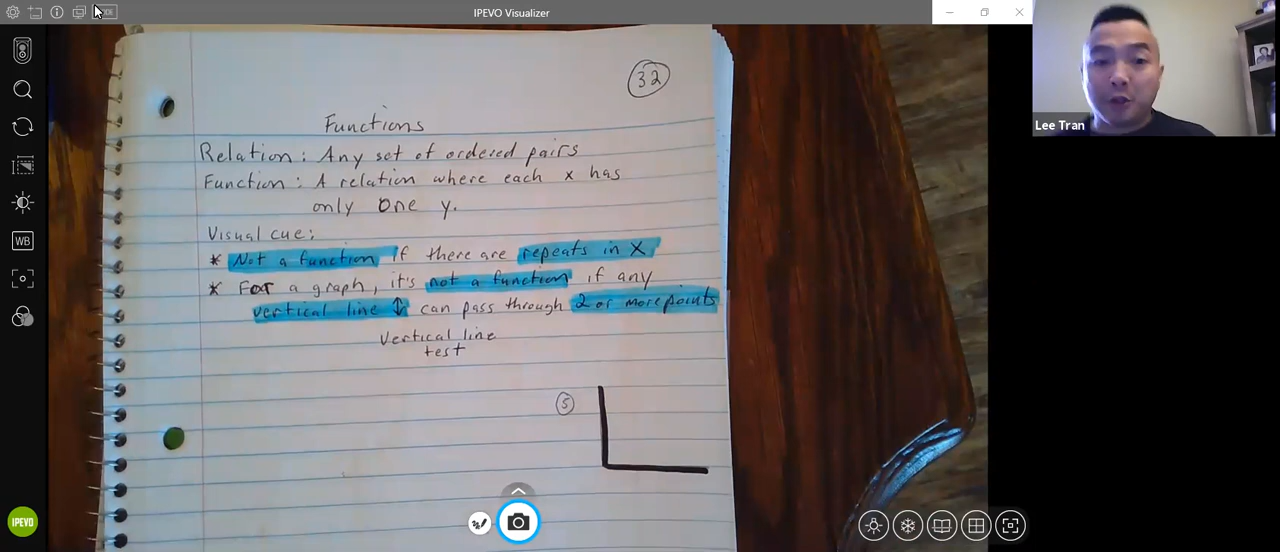 IPEVO Visualizer
Lee Tran
32
Functions
Relation: Any set of ordered pairs
Function: A relation where each x has
only one y.
Visual cue:
* Not a function if there are repeats in X
* For a graph, it's not a function if any
vertical line ↕ can pass through 2 or more points
Vertical line
test
5
WB
IPEVO